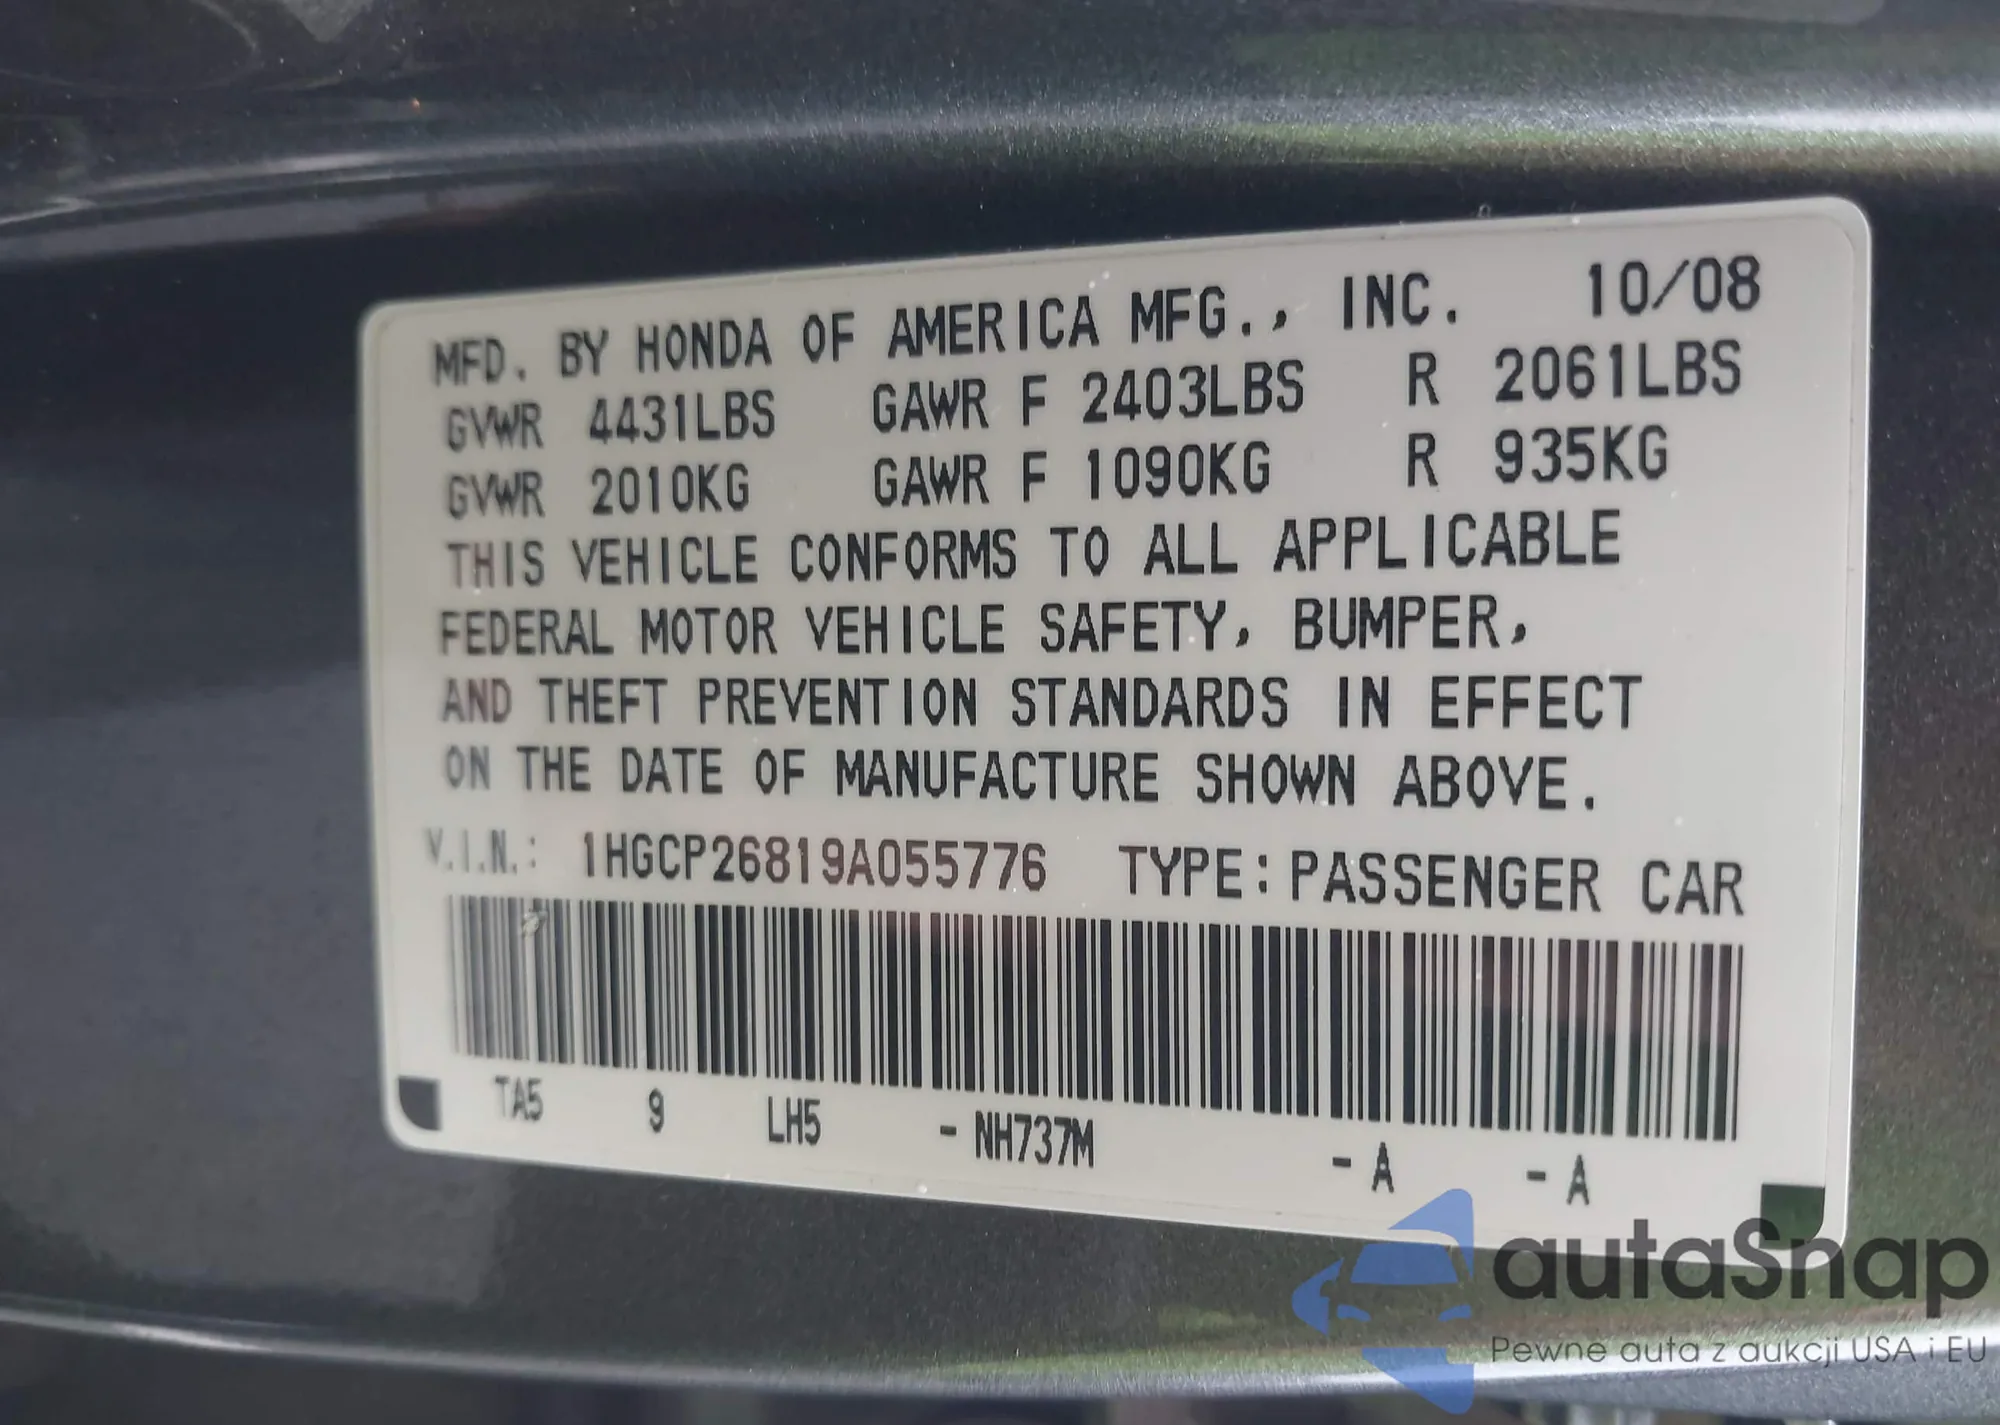 MFD. BY HONDA OF AMERICA MFG., INC. 10/08
GVWR 4431LBS GAWR F 2403LBS R 2061LBS
GVWR 2010KG GAWR F 1090KG R 935KG
THIS VEHICLE CONFORMS TO ALL APPLICABLE
FEDERAL MOTOR VEHICLE SAFETY, BUMPER,
AND THEFT PREVENTION STANDARDS IN EFFECT
ON THE DATE OF MANUFACTURE SHOWN ABOVE.
V.I.N.: 1HGCP26819A055776 TYPE: PASSENGER CAR
TA5 9 LH5 - NH737M - A - A
autaSnap
Pewne auta z aukcji USA i EU